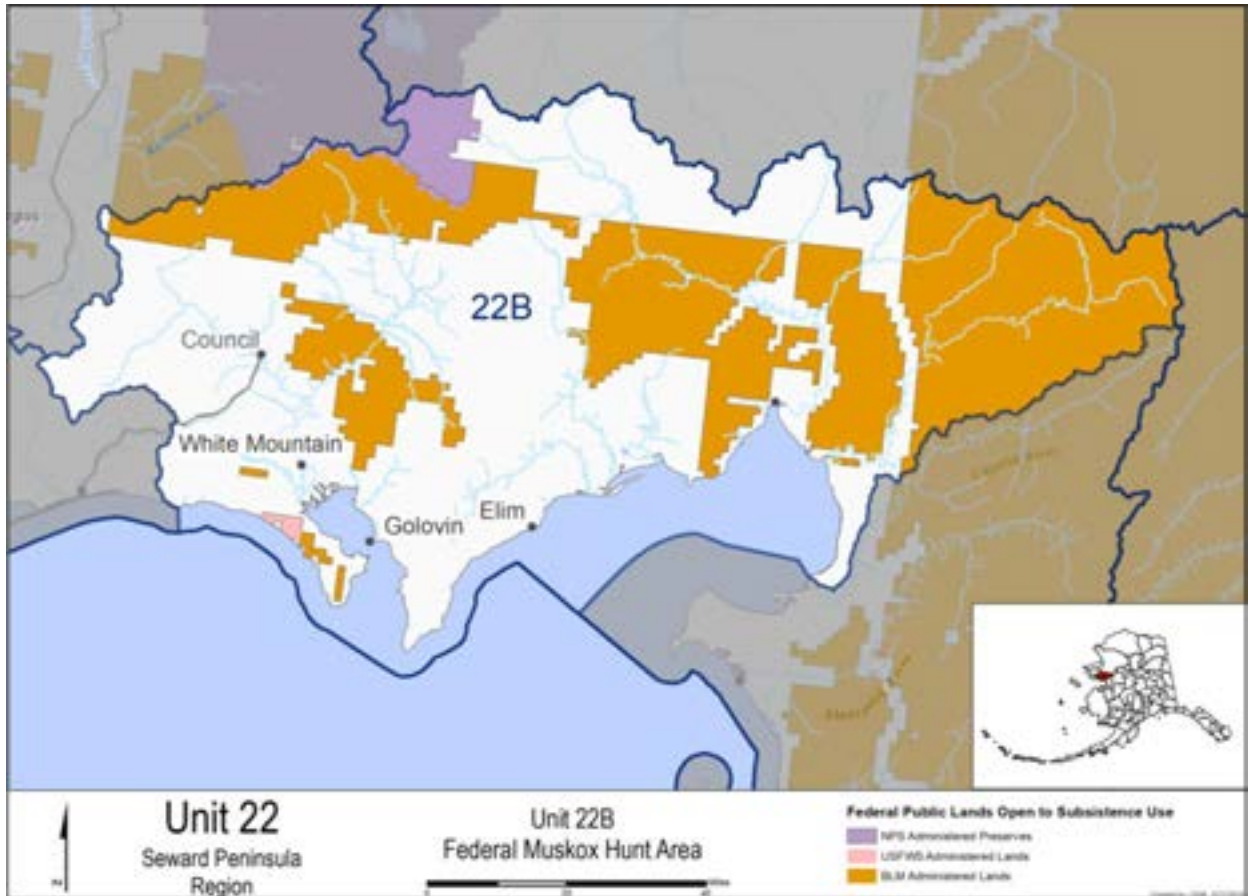 22B
Council
White Mountain
Golovin
Elim
Unit 22
Seward Peninsula
Region
Unit 22B
Federal Muskox Hunt Area
Miles
Federal Public Lands Open to Subsistence Use
NPS Administered Preserves
USFWS Administered Lands
BLM Administered Lands